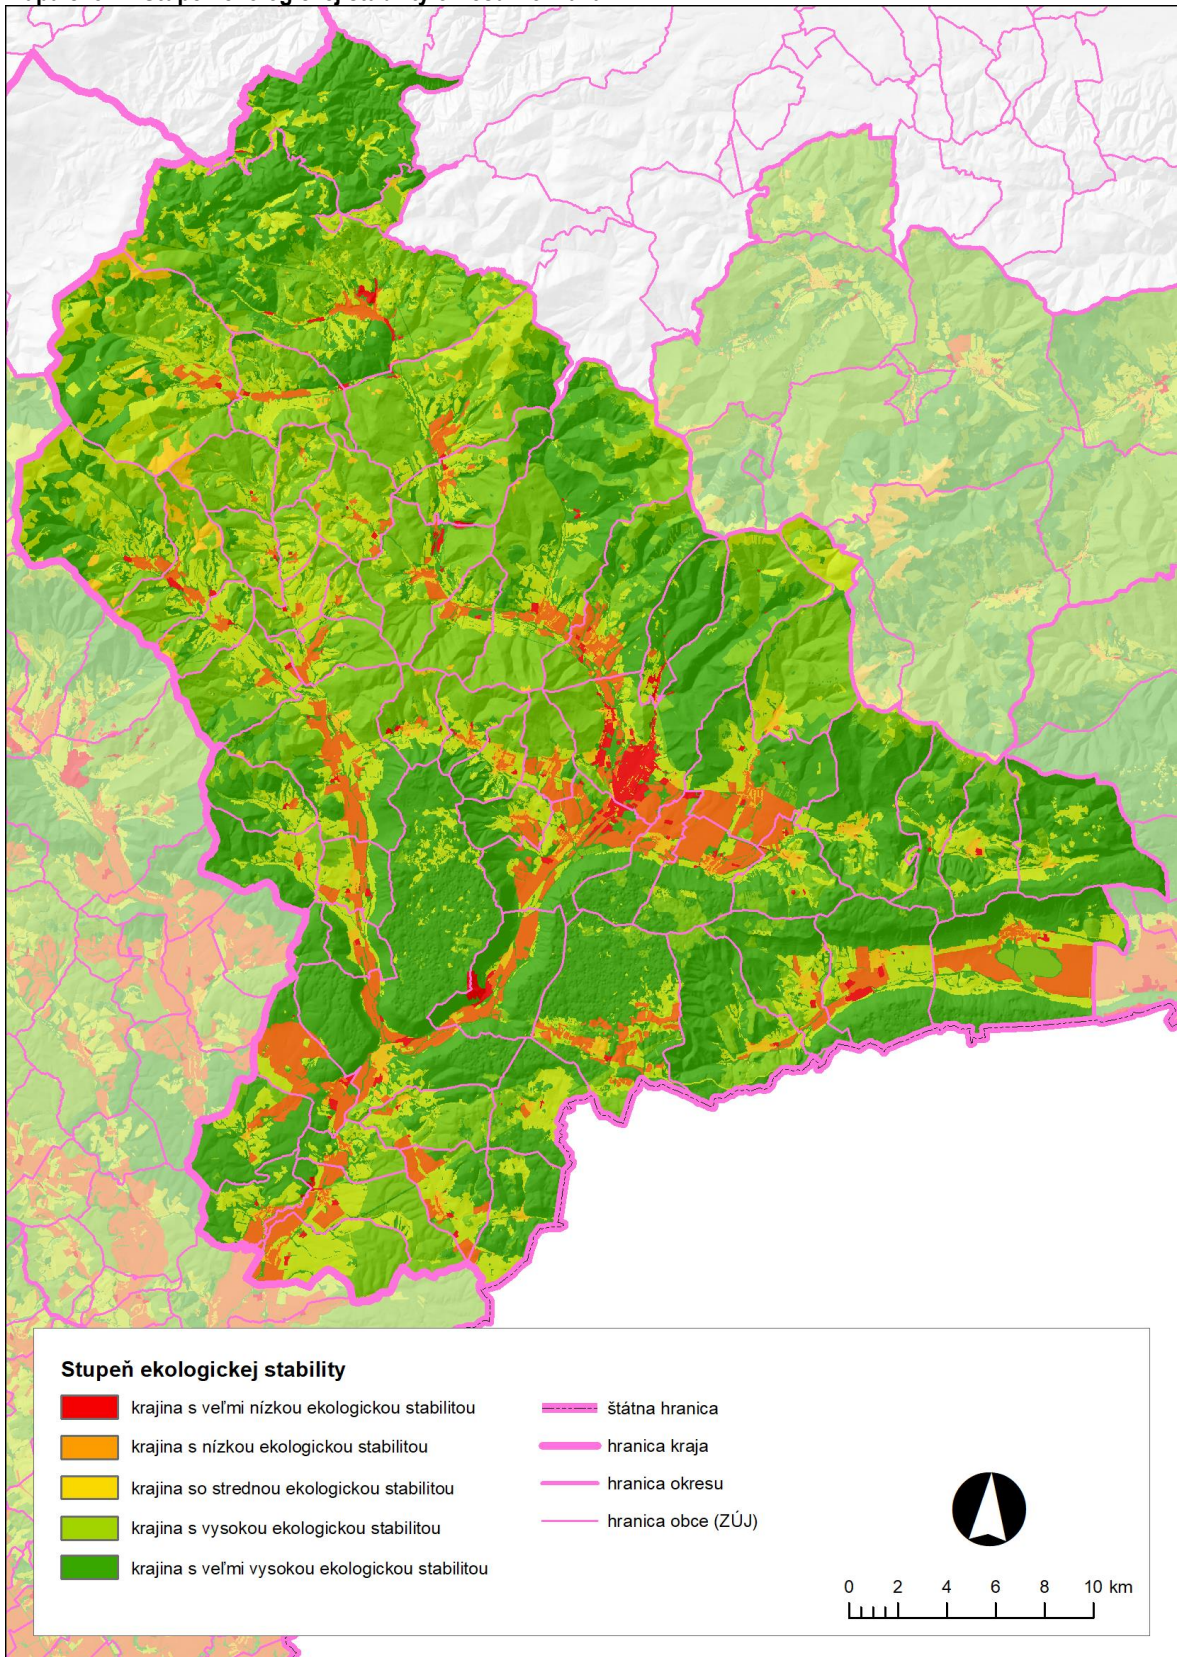 Stupeň ekologickej stability
krajina s veľmi nízkou ekologickou stabilitou
krajina s nízkou ekologickou stabilitou
krajina so strednou ekologickou stabilitou
krajina s vysokou ekologickou stabilitou
krajina s veľmi vysokou ekologickou stabilitou
štátna hranica
hranica kraja
hranica okresu
hranica obce (ZÚJ)
0 2 4 6 8 10 km